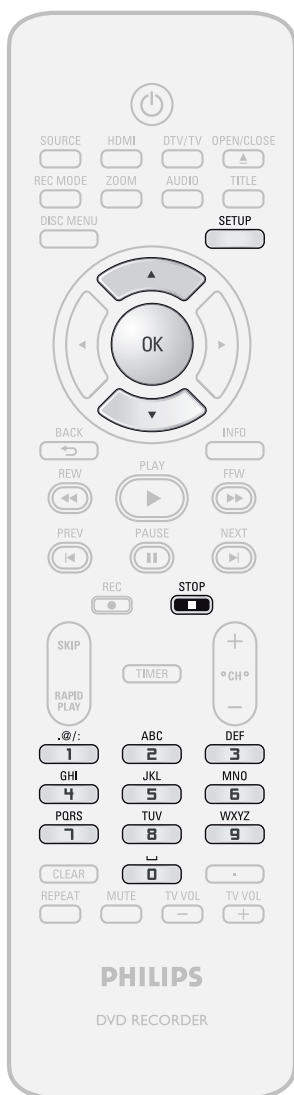 SOURCE HDMI DTV/TV OPEN/CLOSE
REC MODE ZOOM AUDIO TITLE
DISC MENU SETUP
OK
BACK INFO
REW PLAY FFW
PREV PAUSE NEXT
REC STOP
SKIP
RAPID
PLAY
TIMER
+
CH
−
.@/: ABC DEF
1 2 3
GHI JKL MNO
4 5 6
PQRS TUV WXYZ
7 8 9
0
CLEAR .
REPEAT MUTE TV VOL TV VOL
− +
PHILIPS
DVD RECORDER